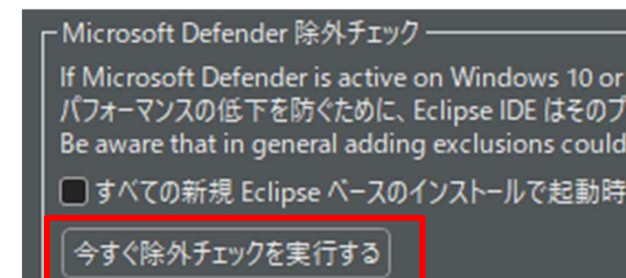 Microsoft Defender 除外チェック
If Microsoft Defender is active on Windows 10 or
パフォーマンスの低下を防ぐために、Eclipse IDE はそのプ
Be aware that in general adding exclusions could
すべての新規 Eclipse ベースのインストールで起動時
今すぐ除外チェックを実行する